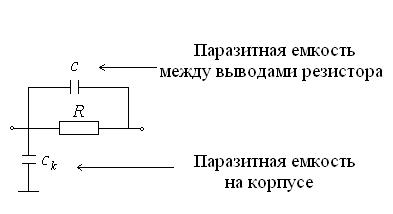 Паразитная емкость
между выводами резистора
C
R
C_k
Паразитная емкость
на корпусе